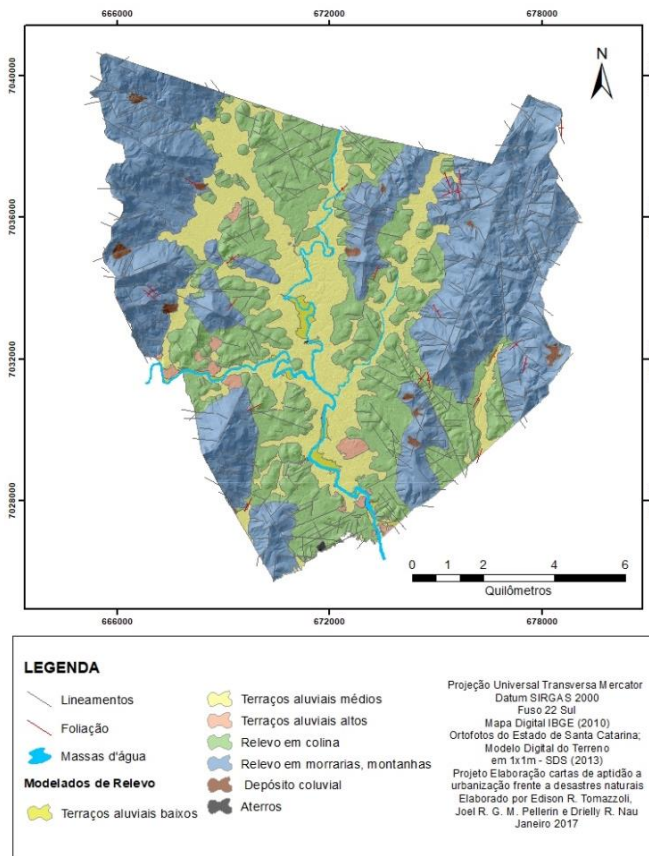 666000 672000 678000
7040000
N
7036000
7032000
7028000
0 1 2 4 6
Quilômetros
666000 672000 678000
LEGENDA
Lineamentos
Foliação
Massas d'água
Modelados de Relevo
Terraços aluviais baixos
Terraços aluviais médios
Terraços aluviais altos
Relevo em colina
Relevo em morrarias, montanhas
Depósito coluvial
Aterros
Projeção Universal Transversa Mercator
Datum SIRGAS 2000
Fuso 22 Sul
Mapa Digital IBGE (2010)
Ortofotos do Estado de Santa Catarina;
Modelo Digital do Terreno
em 1x1m - SDS (2013)
Projeto Elaboração cartas de aptidão a
urbanização frente a desastres naturais
Elaborado por Edison R. Tomazzoli,
Joel R. G. M. Pellerin e Drielly R. Nau
Janeiro 2017